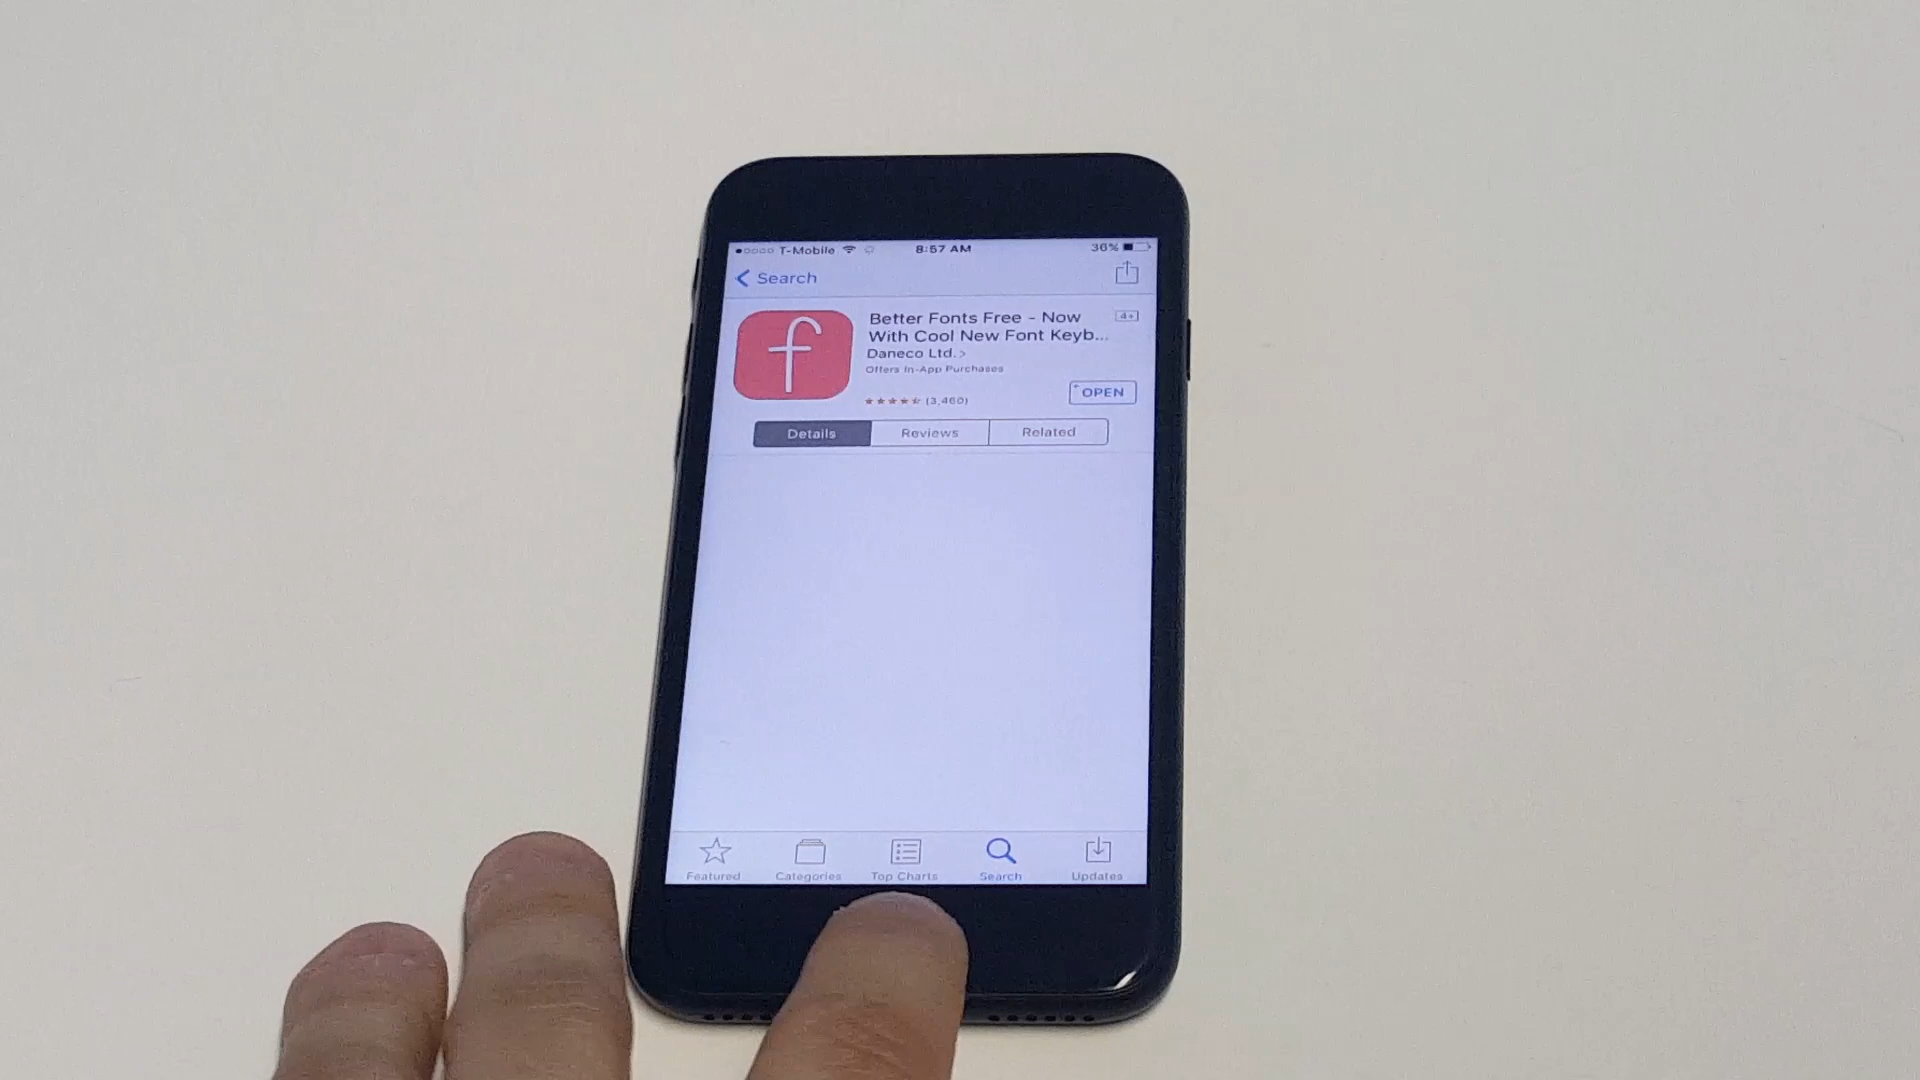 T-Mobile 8:57 AM 36%
Search
Better Fonts Free - Now
With Cool New Font Keyb...
4+
Daneco Ltd. >
Offers In-App Purchases
(3,460)
OPEN
Details Reviews Related
Featured Categories Top Charts Search Updates